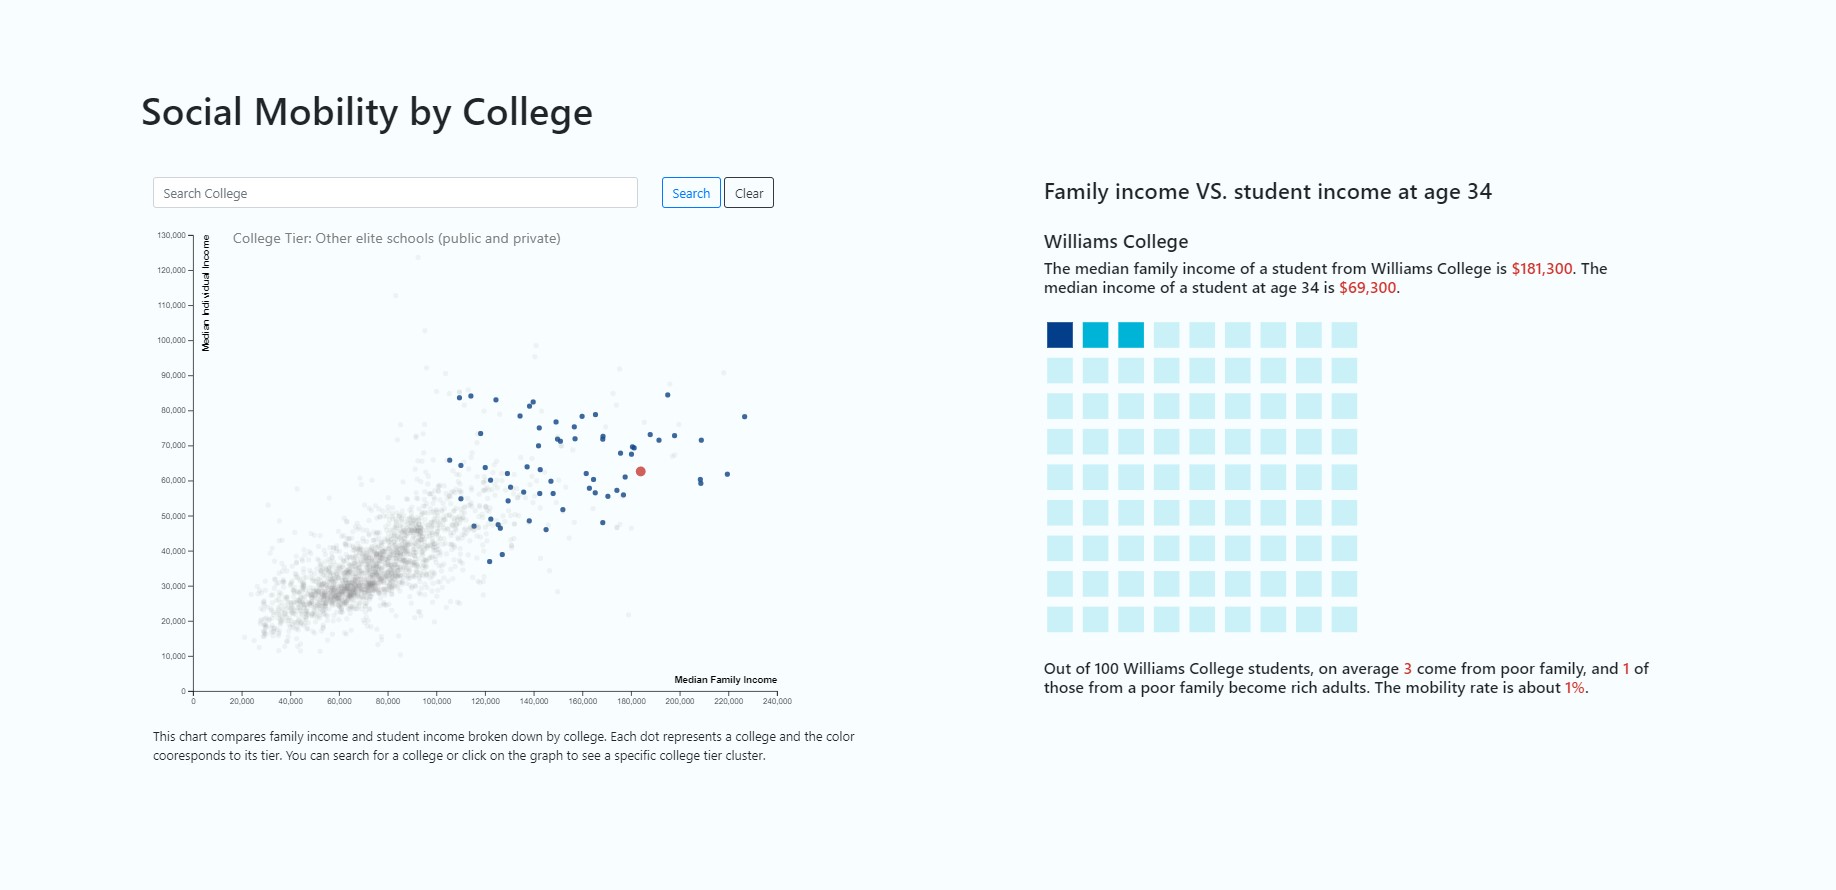 Social Mobility by College
Search College
Search
Clear
College Tier: Other elite schools (public and private)
Median Individual Income
130,000
120,000
110,000
100,000
90,000
80,000
70,000
60,000
50,000
40,000
30,000
20,000
10,000
0
Median Family Income
0 20,000 40,000 60,000 80,000 100,000 120,000 140,000 160,000 180,000 200,000 220,000 240,000
This chart compares family income and student income broken down by college. Each dot represents a college and the color
cooresponds to its tier. You can search for a college or click on the graph to see a specific college tier cluster.
Family income VS. student income at age 34
Williams College
The median family income of a student from Williams College is $181,300. The
median income of a student at age 34 is $69,300.
Out of 100 Williams College students, on average 3 come from poor family, and 1 of
those from a poor family become rich adults. The mobility rate is about 1%.